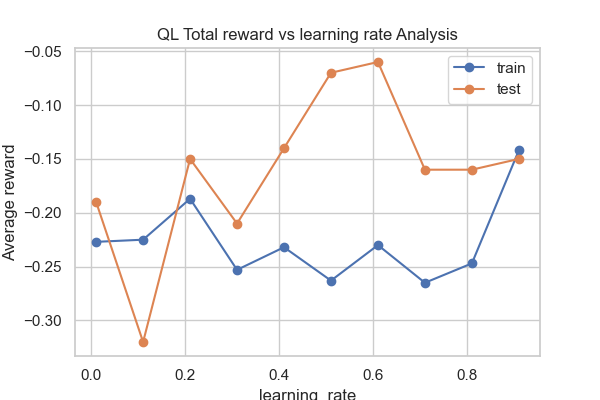 QL Total reward vs learning rate Analysis
train
test
Average reward
−0.05
−0.10
−0.15
−0.20
−0.25
−0.30
0.0 0.2 0.4 0.6 0.8
learning_rate